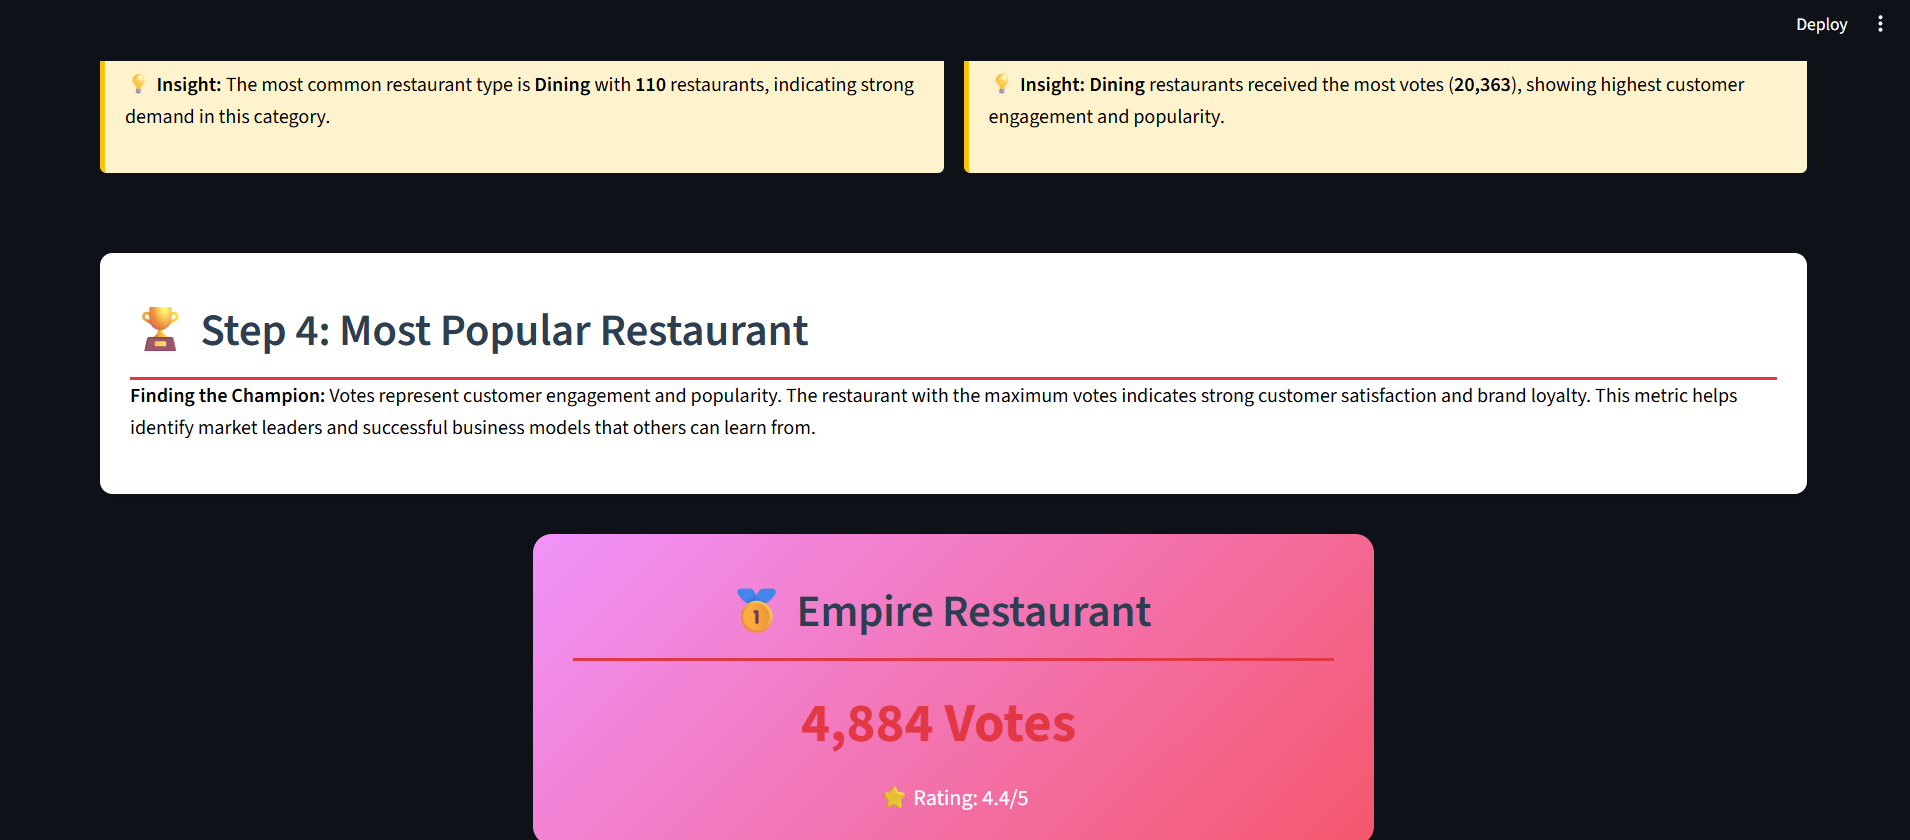 Deploy
Insight: The most common restaurant type is Dining with 110 restaurants, indicating strong
demand in this category.
Insight: Dining restaurants received the most votes (20,363), showing highest customer
engagement and popularity.
Step 4: Most Popular Restaurant
Finding the Champion: Votes represent customer engagement and popularity. The restaurant with the maximum votes indicates strong customer satisfaction and brand loyalty. This metric helps
identify market leaders and successful business models that others can learn from.
1
Empire Restaurant
4,884 Votes
Rating: 4.4/5